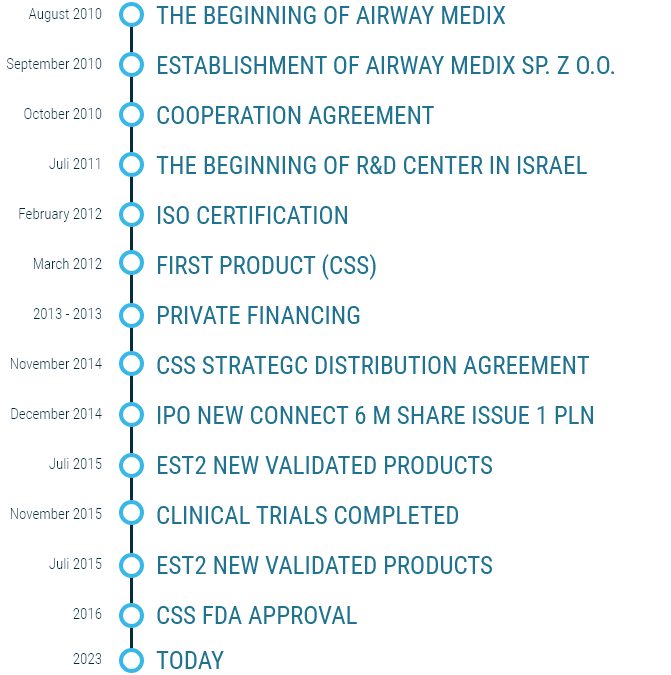 August 2010 THE BEGINNING OF AIRWAY MEDIX
September 2010 ESTABLISHMENT OF AIRWAY MEDIX SP. Z O.O.
October 2010 COOPERATION AGREEMENT
Juli 2011 THE BEGINNING OF R&D CENTER IN ISRAEL
February 2012 ISO CERTIFICATION
March 2012 FIRST PRODUCT (CSS)
2013 - 2013 PRIVATE FINANCING
November 2014 CSS STRATEGC DISTRIBUTION AGREEMENT
December 2014 IPO NEW CONNECT 6 M SHARE ISSUE 1 PLN
Juli 2015 EST2 NEW VALIDATED PRODUCTS
November 2015 CLINICAL TRIALS COMPLETED
Juli 2015 EST2 NEW VALIDATED PRODUCTS
2016 CSS FDA APPROVAL
2023 TODAY